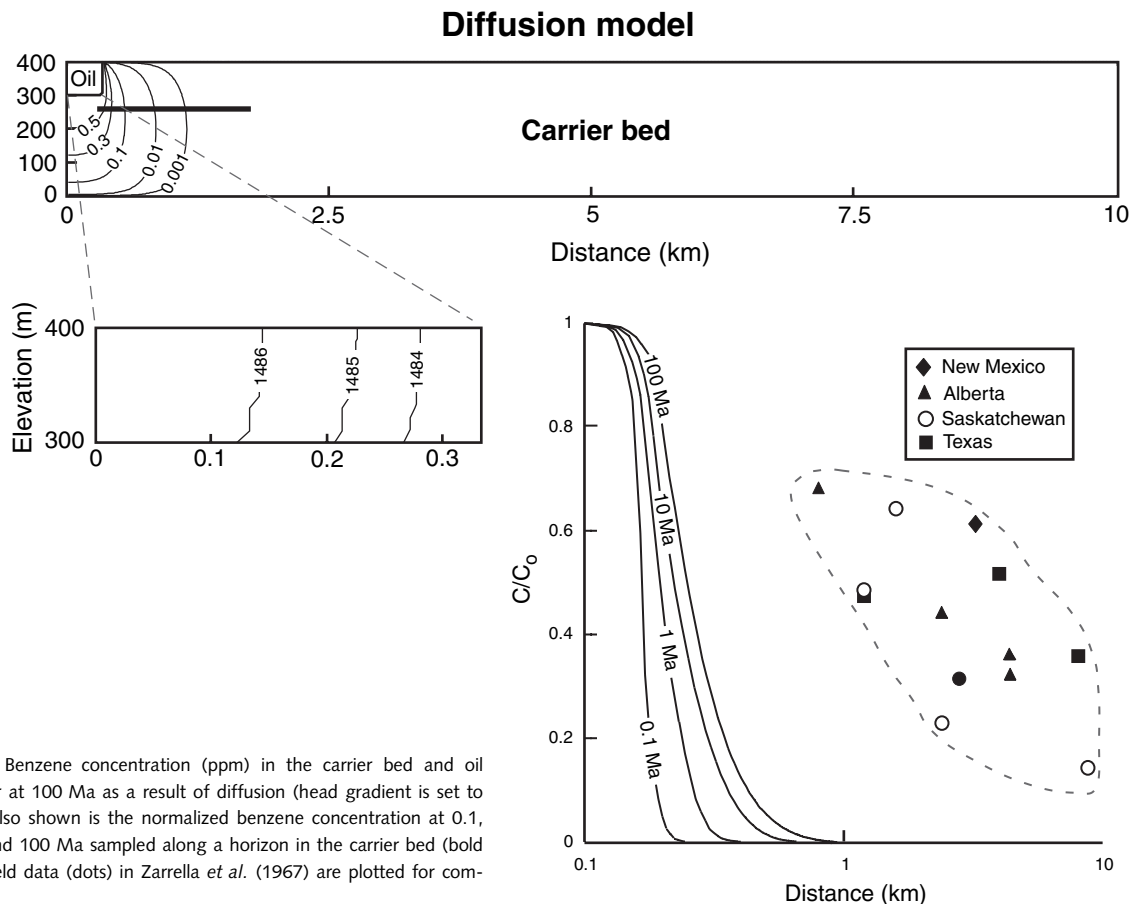 Diffusion model
400
300
200
100
0
Oil
0.5
0.3
0.1
0.01
0.001
Carrier bed
0
2.5
5
7.5
10
Distance (km)
Elevation (m)
400
300
1486
1485
1484
0
0.1
0.2
0.3
1
0.8
0.6
0.4
0.2
0
C/Co
100 Ma
10 Ma
1 Ma
0.1 Ma
New Mexico
Alberta
Saskatchewan
Texas
0.1
1
10
Distance (km)
Benzene concentration (ppm) in the carrier bed and oil
at 100 Ma as a result of diffusion (head gradient is set to
lso shown is the normalized benzene concentration at 0.1,
nd 100 Ma sampled along a horizon in the carrier bed (bold
eld data (dots) in Zarrella et al. (1967) are plotted for com-